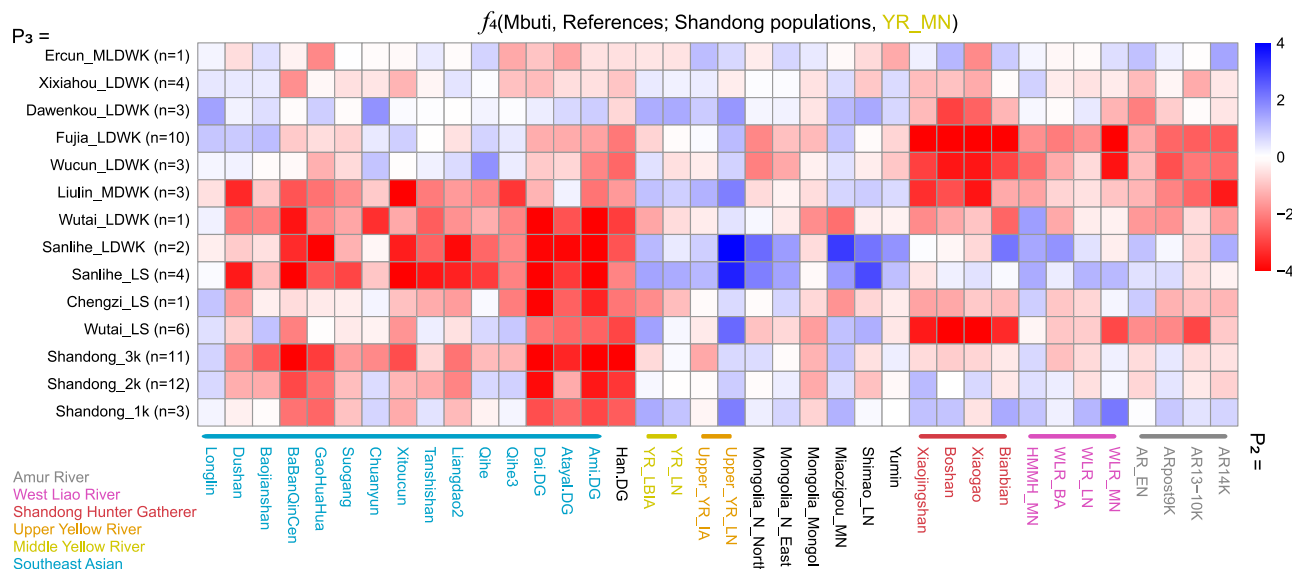 f4(Mbuti, References; Shandong populations, YR_MN)
P3 =
Ercun_MLDWK (n=1)
Xixiahou_LDWK (n=4)
Dawenkou_LDWK (n=3)
Fujia_LDWK (n=10)
Wucun_LDWK (n=3)
Liulin_MDWK (n=3)
Wutai_LDWK (n=1)
Sanlihe_LDWK (n=2)
Sanlihe_LS (n=4)
Chengzi_LS (n=1)
Wutai_LS (n=6)
Shandong_3k (n=11)
Shandong_2k (n=12)
Shandong_1k (n=3)
4
2
0
−2
−4
P2 =
Longlin
Dushan
Baojianshan
BaBanQinCen
GaoHuaHua
Suogang
Chuanyun
Xitoucun
Tanshishan
Liangdao2
Qihe
Qihe3
Dai.DG
Atayal.DG
Ami.DG
Han.DG
YR_LBIA
YR_LN
Upper_YR_IA
Upper_YR_LN
Mongolia_N_North
Mongolia_N_East
Mongolia_Mongol
Miaozigou_MN
Shimao_LN
Yumin
Xiaojingshan
Boshan
Xiaogao
Bianbian
HMMH_MN
WLR_BA
WLR_LN
WLR_MN
AR_EN
ARpost9K
AR13−10K
AR14K
Amur River
West Liao River
Shandong Hunter Gatherer
Upper Yellow River
Middle Yellow River
Southeast Asian